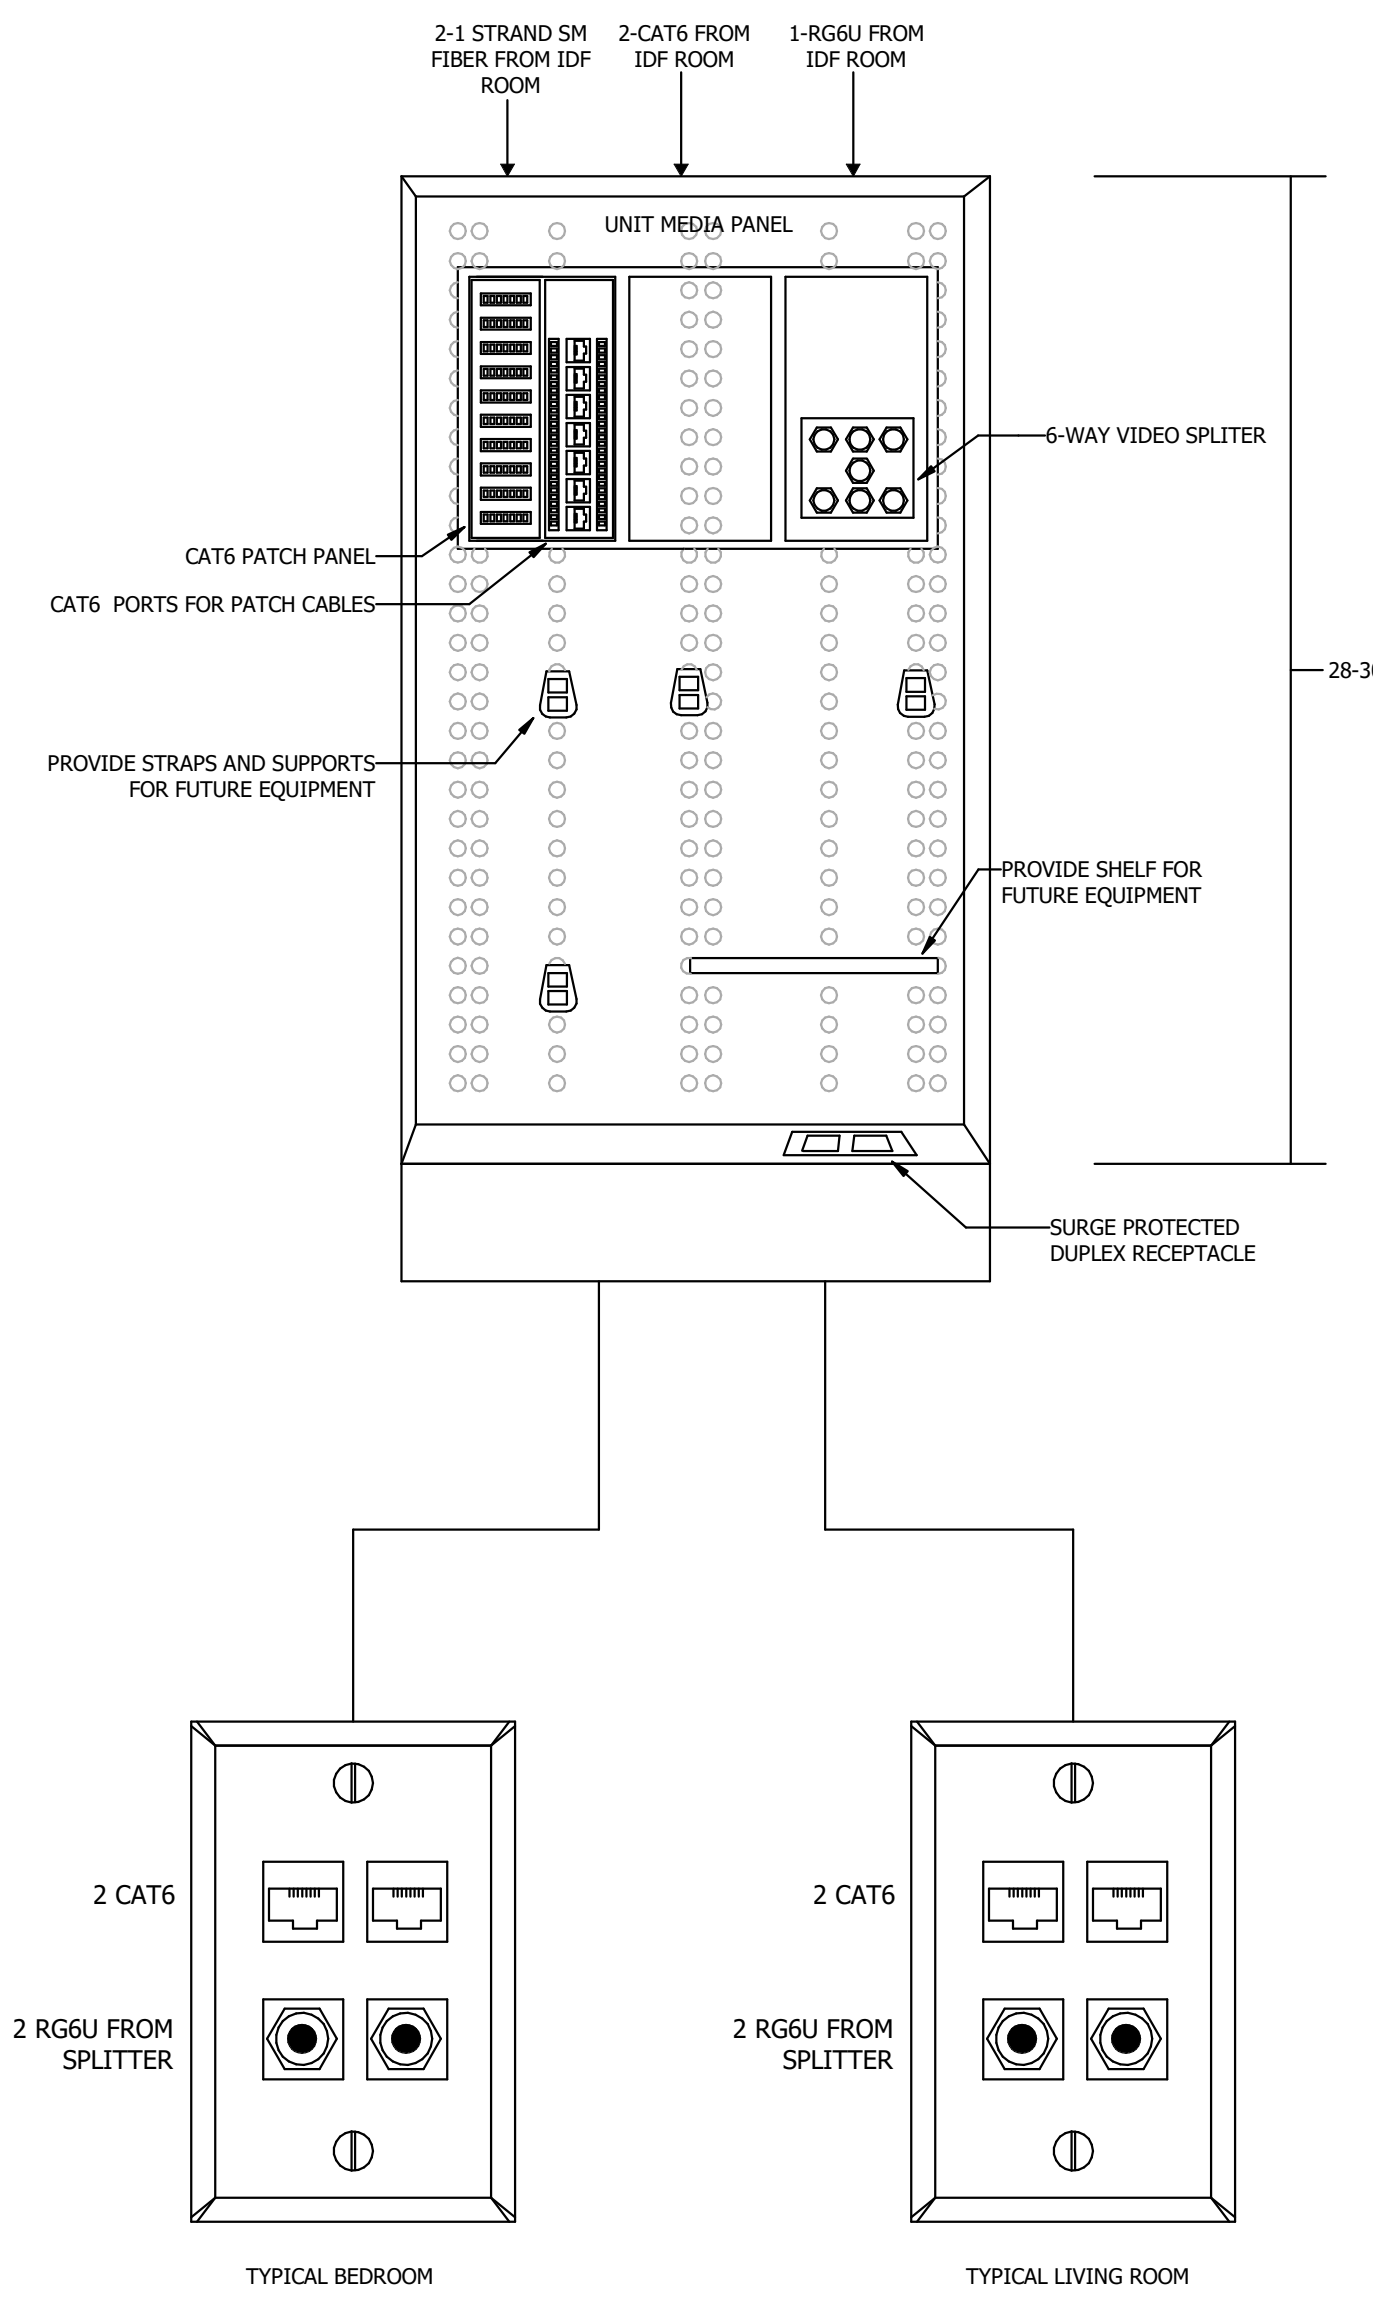 2-1 STRAND SM
FIBER FROM IDF
ROOM
2-CAT6 FROM
IDF ROOM
1-RG6U FROM
IDF ROOM
UNIT MEDIA PANEL
6-WAY VIDEO SPLITER
CAT6 PATCH PANEL
CAT6 PORTS FOR PATCH CABLES
PROVIDE STRAPS AND SUPPORTS
FOR FUTURE EQUIPMENT
PROVIDE SHELF FOR
FUTURE EQUIPMENT
SURGE PROTECTED
DUPLEX RECEPTACLE
2 CAT6
2 RG6U FROM
SPLITTER
2 CAT6
2 RG6U FROM
SPLITTER
TYPICAL BEDROOM
TYPICAL LIVING ROOM